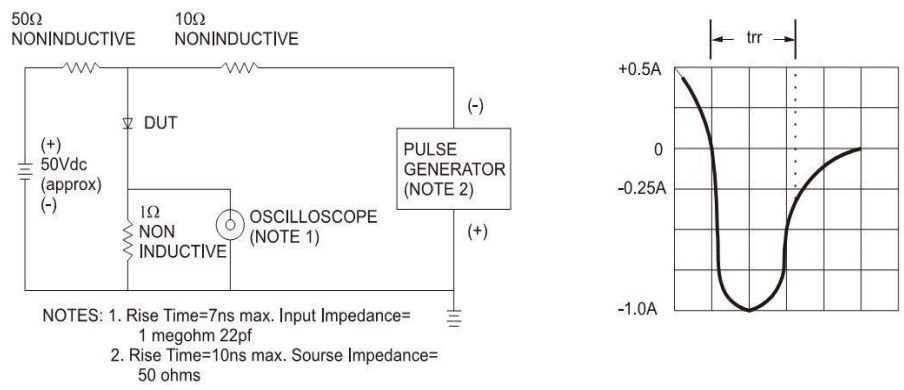 50Ω
NONINDUCTIVE
10Ω
NONINDUCTIVE
(+)
50Vdc
(approx)
(-)
DUT
1Ω
NON
INDUCTIVE
OSCILLOSCOPE
(NOTE 1)
(-)
PULSE
GENERATOR
(NOTE 2)
(+)
NOTES: 1. Rise Time=7ns max. Input Impedance=
1 megohm 22pf
2. Rise Time=10ns max. Sourse Impedance=
50 ohms
trr
+0.5A
0
-0.25A
-1.0A